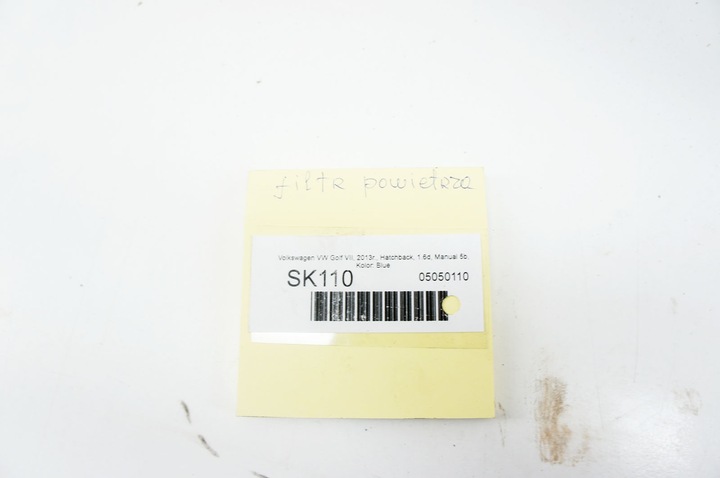 filtr powietrza
Volkswagen VW Golf VII, 2013r., Hatchback, 1.6d, Manual 5b.
Kolor: Blue
SK110 05050110